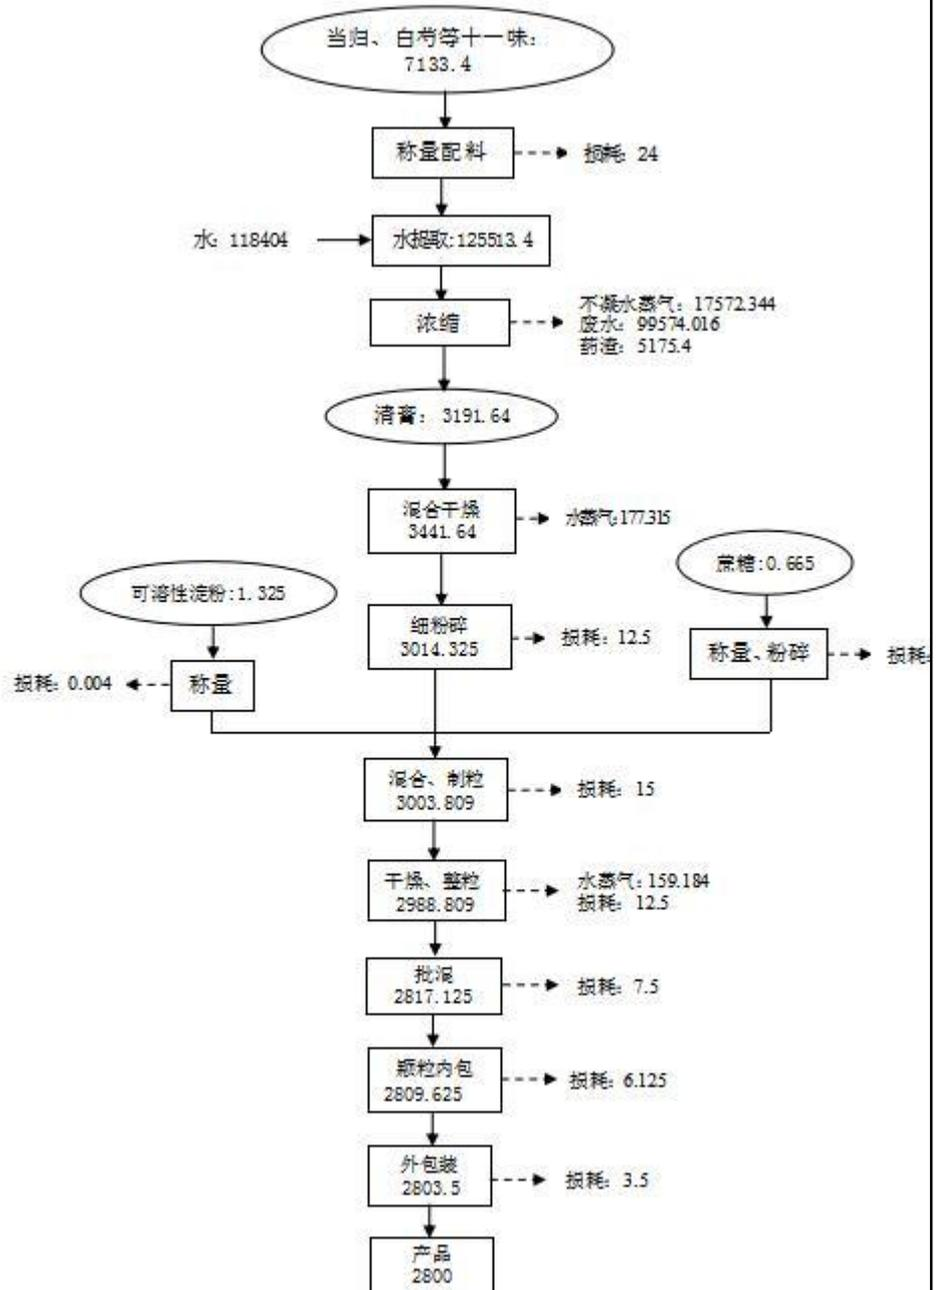 当归、白芍等十一味：
7133.4
称量配料
损耗：24
水：118404
水提取：125513.4
浓缩
不凝水蒸气：17572.344
废水：99574.016
药渣：5175.4
清膏：3191.64
混合干燥
3441.64
水蒸气：177.315
蔗糖：0.665
可溶性淀粉：1.325
细粉碎
3014.325
损耗：12.5
称量、粉碎
损耗：
损耗：0.004
称量
混合、制粒
3003.809
损耗：15
干燥、整粒
2988.809
水蒸气：159.184
损耗：12.5
批混
2817.125
损耗：7.5
颗粒内包
2809.625
损耗：6.125
外包装
2803.5
损耗：3.5
产品
2800